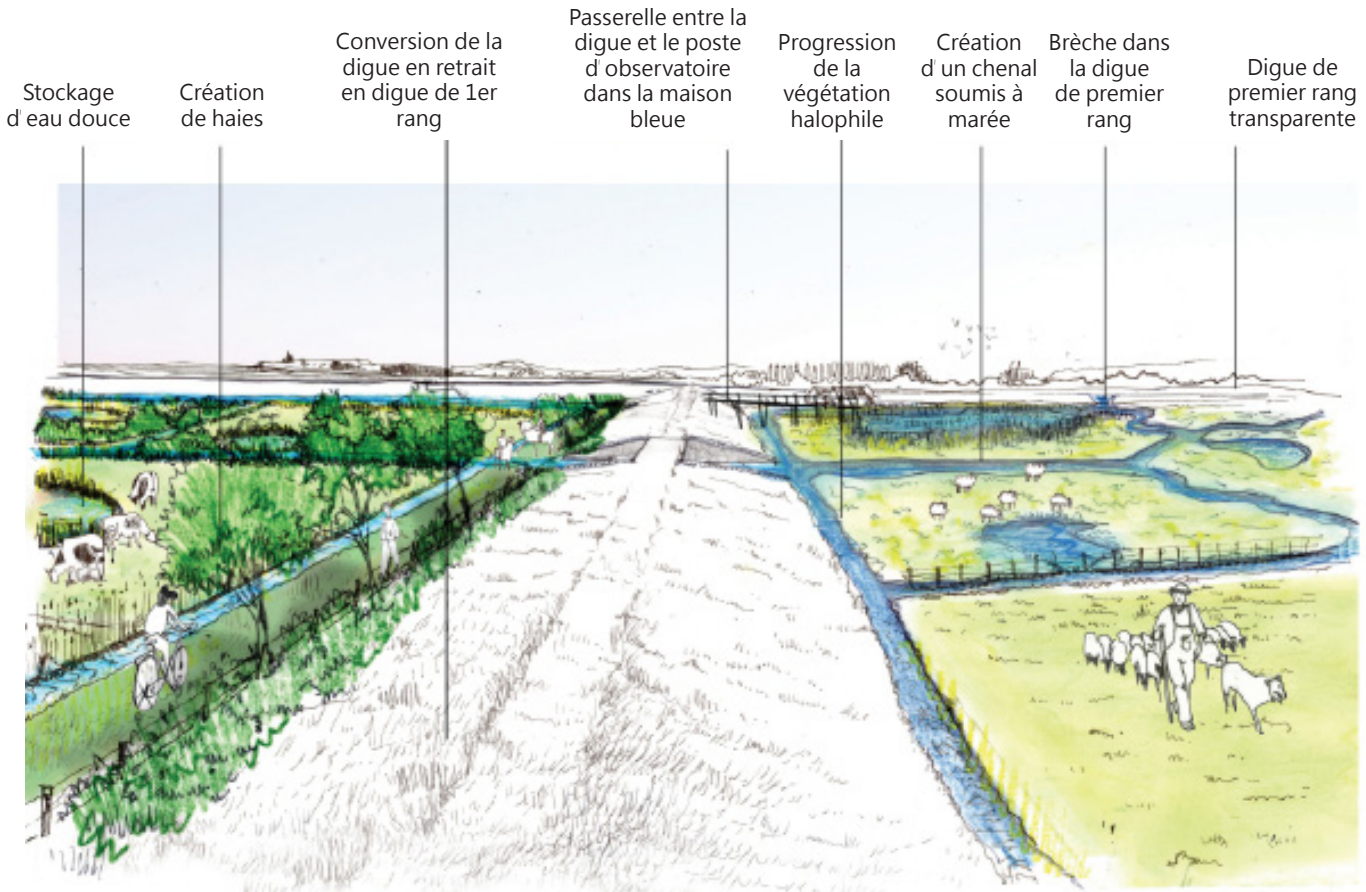 Stockage
d'eau douce
Création
de haies
Conversion de la
digue en retrait
en digue de 1er
rang
Passerelle entre la
digue et le poste
d'observatoire
dans la maison
bleue
Progression
de la
végétation
halophile
Création
d'un chenal
soumis à
marée
Brèche dans
la digue
de premier
rang
Digue de
premier rang
transparente